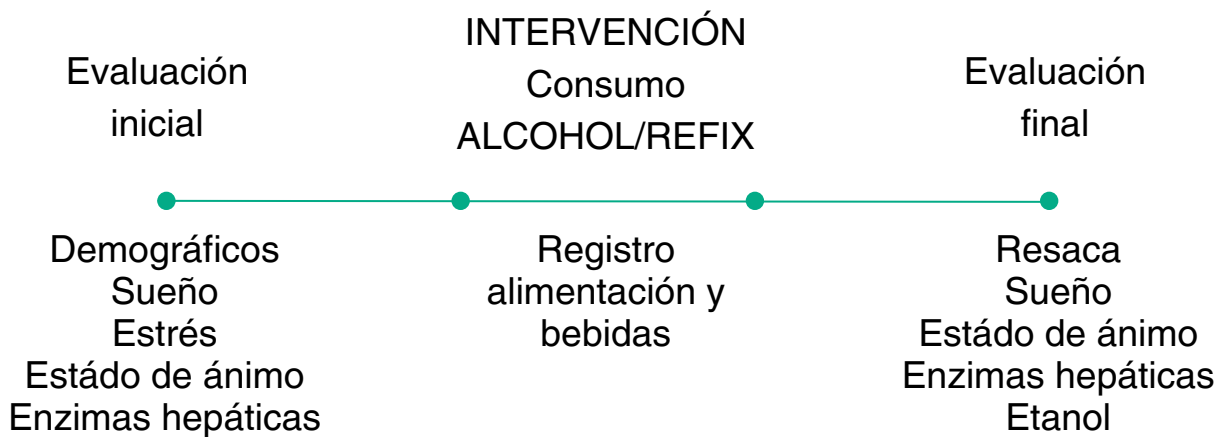 Evaluación
inicial
INTERVENCIÓN
Consumo
ALCOHOL/REFIX
Evaluación
final
Demográficos
Sueño
Estrés
Estádo de ánimo
Enzimas hepáticas
Registro
alimentación y
bebidas
Resaca
Sueño
Estádo de ánimo
Enzimas hepáticas
Etanol